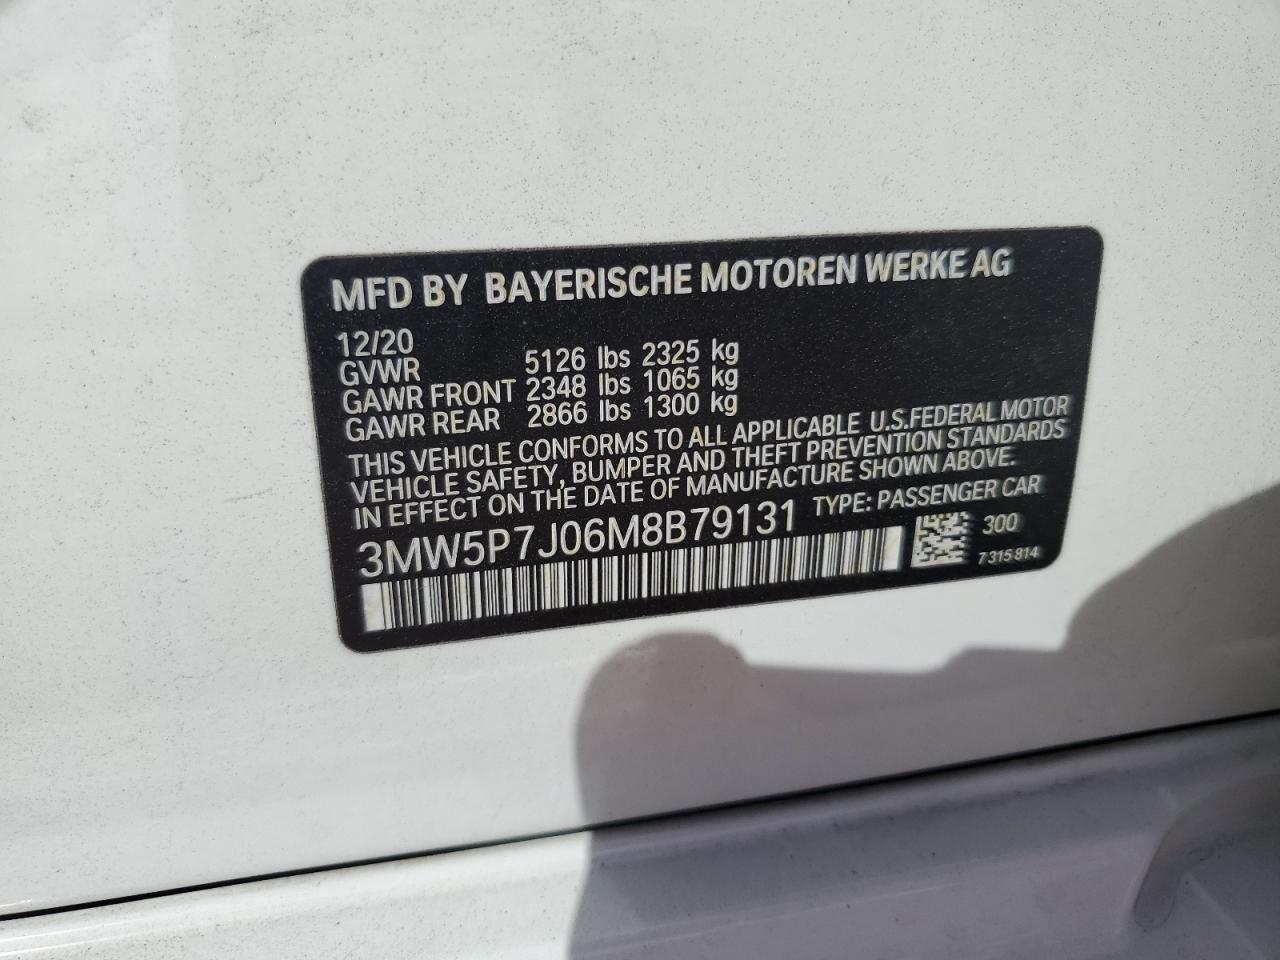 MFD BY BAYERISCHE MOTOREN WERKE AG
12/20
GVWR 5126 lbs 2325 kg
GAWR FRONT 2348 lbs 1065 kg
GAWR REAR 2866 lbs 1300 kg
THIS VEHICLE CONFORMS TO ALL APPLICABLE U.S.FEDERAL MOTOR
VEHICLE SAFETY, BUMPER AND THEFT PREVENTION STANDARDS
IN EFFECT ON THE DATE OF MANUFACTURE SHOWN ABOVE.
3MW5P7J06M8B79131 TYPE: PASSENGER CAR
300
7 315 814